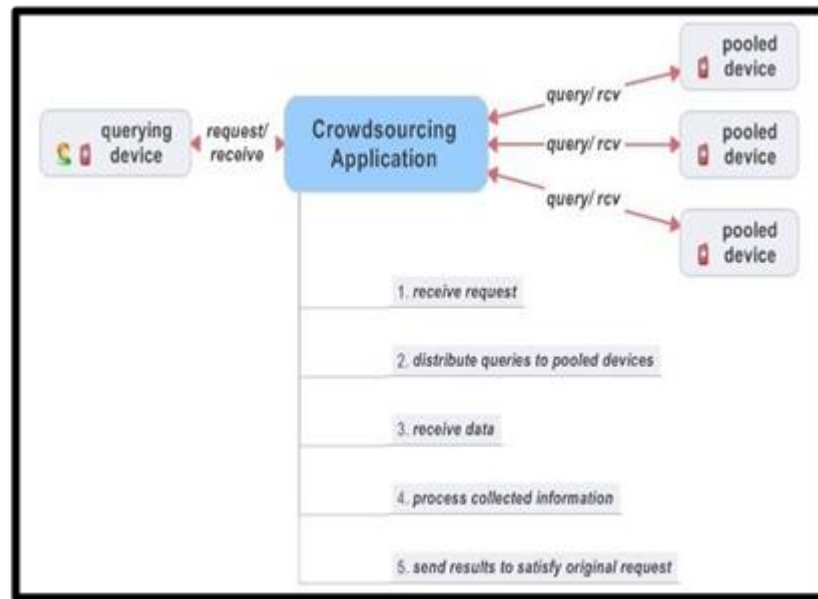 querying
device
request/
receive
Crowdsourcing
Application
query/ rcv
pooled
device
query/ rcv
pooled
device
query/ rcv
pooled
device
1. receive request
2. distribute queries to pooled devices
3. receive data
4. process collected information
5. send results to satisfy original request